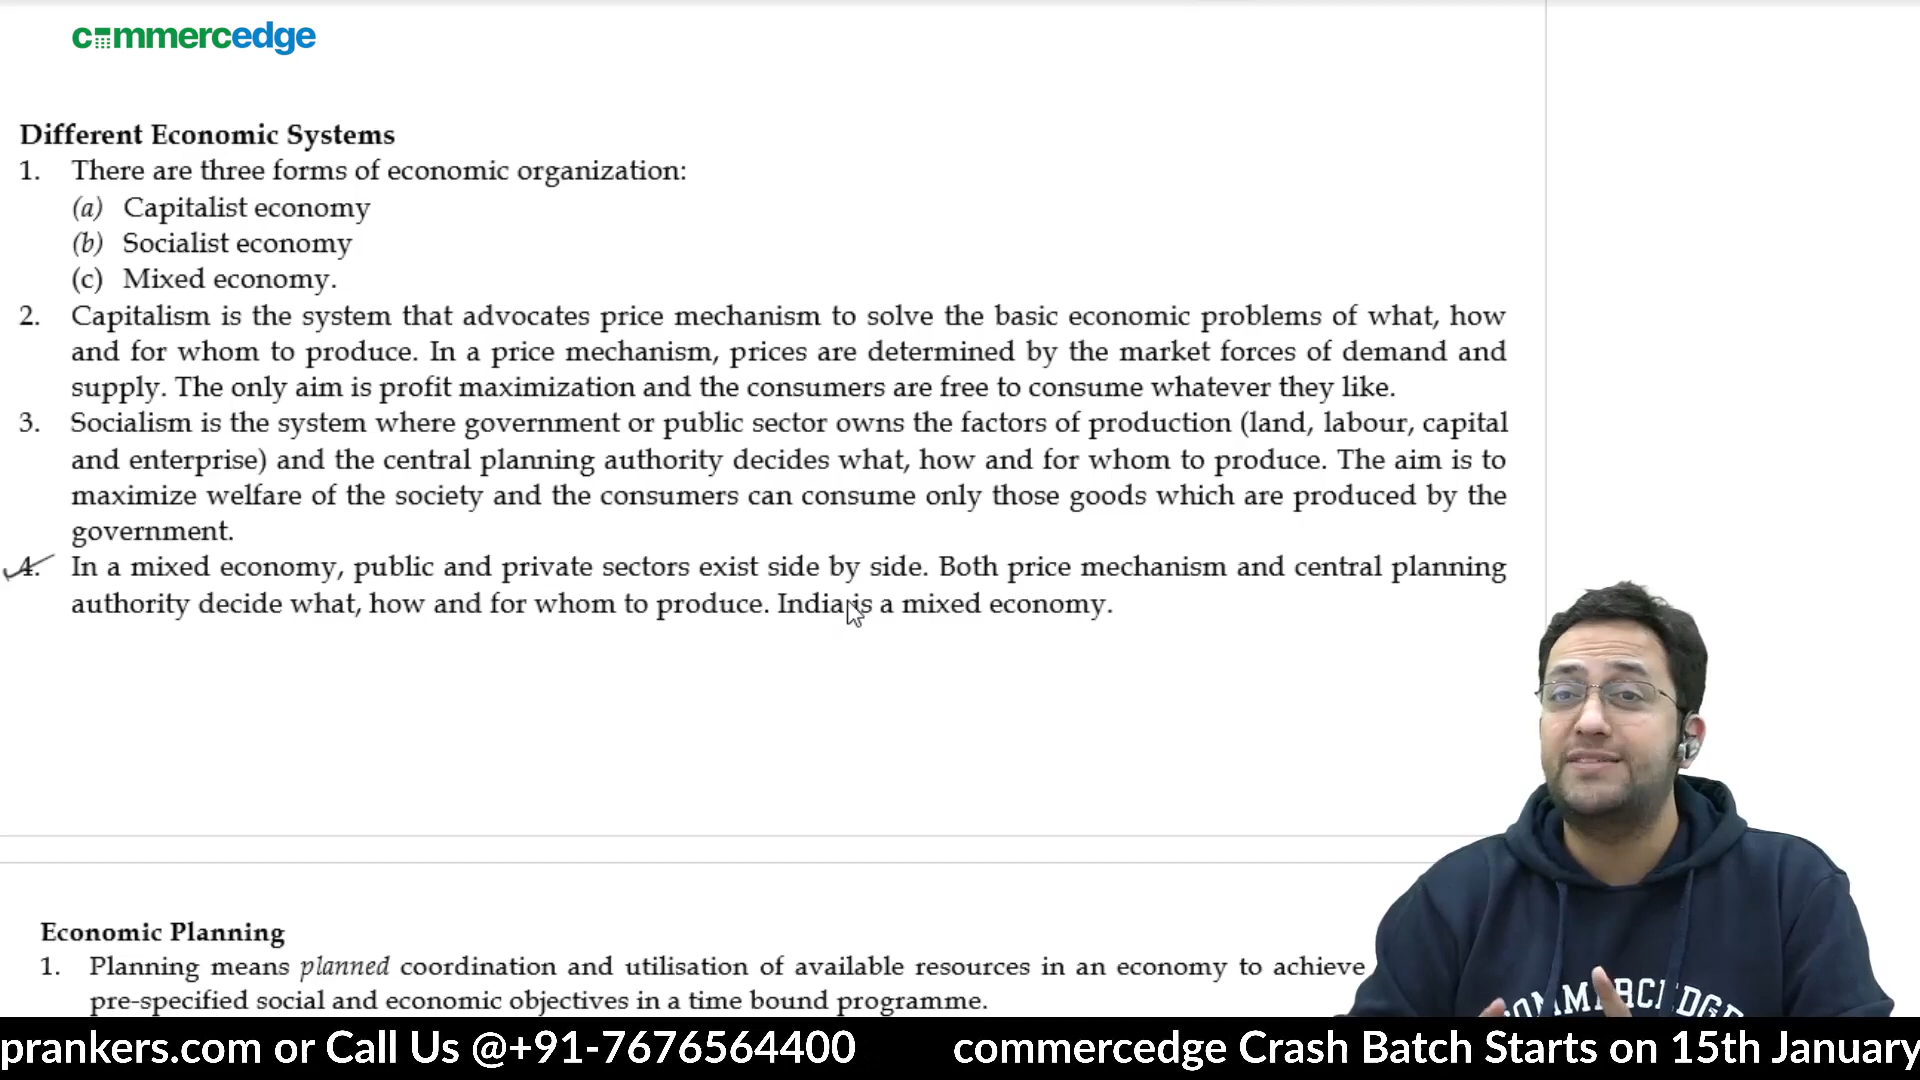 commercedge
Different Economic Systems
1. There are three forms of economic organization:
(a) Capitalist economy
(b) Socialist economy
(c) Mixed economy.
2. Capitalism is the system that advocates price mechanism to solve the basic economic problems of what, how
and for whom to produce. In a price mechanism, prices are determined by the market forces of demand and
supply. The only aim is profit maximization and the consumers are free to consume whatever they like.
3. Socialism is the system where government or public sector owns the factors of production (land, labour, capital
and enterprise) and the central planning authority decides what, how and for whom to produce. The aim is to
maximize welfare of the society and the consumers can consume only those goods which are produced by the
government.
4. In a mixed economy, public and private sectors exist side by side. Both price mechanism and central planning
authority decide what, how and for whom to produce. India is a mixed economy.
Economic Planning
1. Planning means planned coordination and utilisation of available resources in an economy to achieve
pre-specified social and economic objectives in a time bound programme.
COMMERCEDGE
prankers.com or Call Us @+91-7676564400 commercedge Crash Batch Starts on 15th January